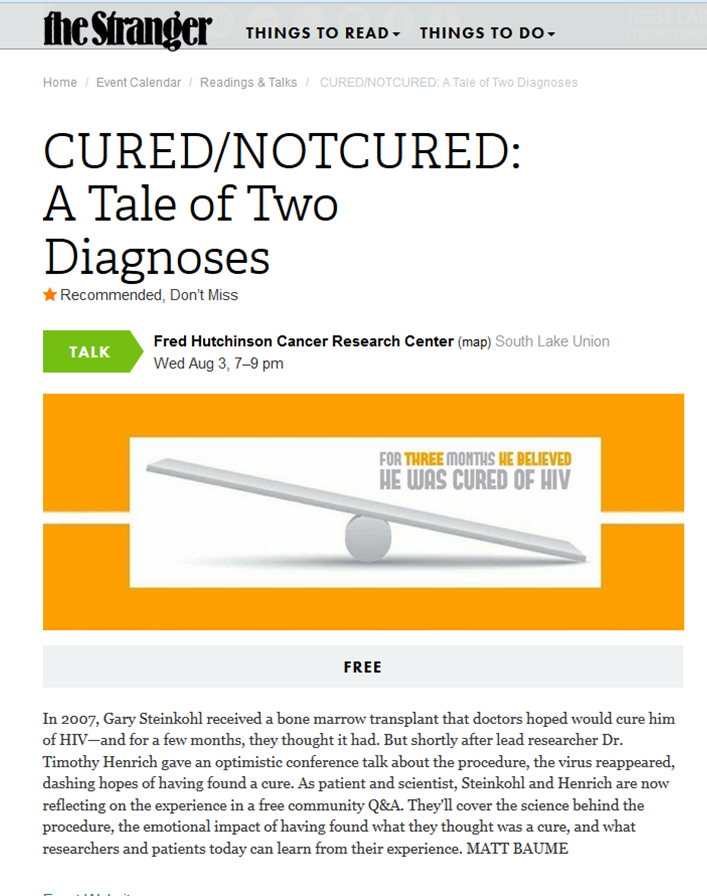 the Stranger THINGS TO READ THINGS TO DO
Home / Event Calendar / Readings & Talks / CURED/NOTCURED: A Tale of Two Diagnoses
CURED/NOTCURED:
A Tale of Two
Diagnoses
Recommended, Don't Miss
TALK
Fred Hutchinson Cancer Research Center (map) South Lake Union
Wed Aug 3, 7–9 pm
FOR THREE MONTHS HE BELIEVED
HE WAS CURED OF HIV
FREE
In 2007, Gary Steinkohl received a bone marrow transplant that doctors hoped would cure him
of HIV—and for a few months, they thought it had. But shortly after lead researcher Dr.
Timothy Henrich gave an optimistic conference talk about the procedure, the virus reappeared,
dashing hopes of having found a cure. As patient and scientist, Steinkohl and Henrich are now
reflecting on the experience in a free community Q&A. They'll cover the science behind the
procedure, the emotional impact of having found what they thought was a cure, and what
researchers and patients today can learn from their experience. MATT BAUME